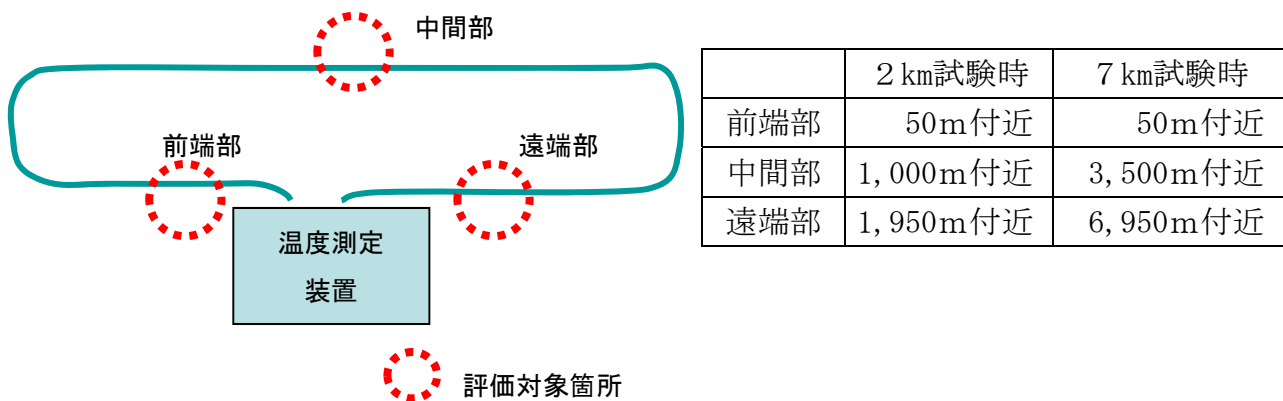 中間部
前端部
遠端部
温度測定
装置
評価対象箇所
２㎞試験時 ７㎞試験時
前端部 50ｍ付近 50ｍ付近
中間部 1,000ｍ付近 3,500ｍ付近
遠端部 1,950ｍ付近 6,950ｍ付近